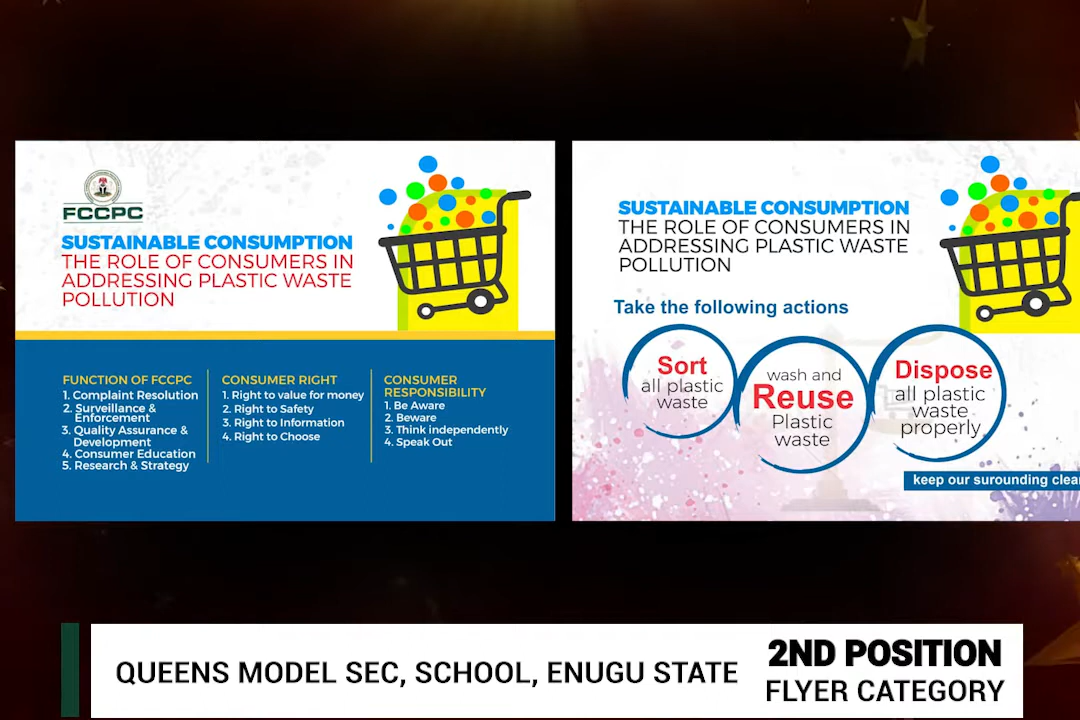 FCCPC
SUSTAINABLE CONSUMPTION
THE ROLE OF CONSUMERS IN
ADDRESSING PLASTIC WASTE
POLLUTION
FUNCTION OF FCCPC
1. Complaint Resolution
2. Surveillance &
Enforcement
3. Quality Assurance &
Development
4. Consumer Education
5. Research & Strategy
CONSUMER RIGHT
1. Right to value for money
2. Right to Safety
3. Right to Information
4. Right to Choose
CONSUMER
RESPONSIBILITY
1. Be Aware
2. Beware
3. Think independently
4. Speak Out
SUSTAINABLE CONSUMPTION
THE ROLE OF CONSUMERS IN
ADDRESSING PLASTIC WASTE
POLLUTION
Take the following actions
Sort
all plastic
waste
wash and
Reuse
Plastic
waste
Dispose
all plastic
waste
properly
keep our surounding clea
QUEENS MODEL SEC, SCHOOL, ENUGU STATE
2ND POSITION
FLYER CATEGORY